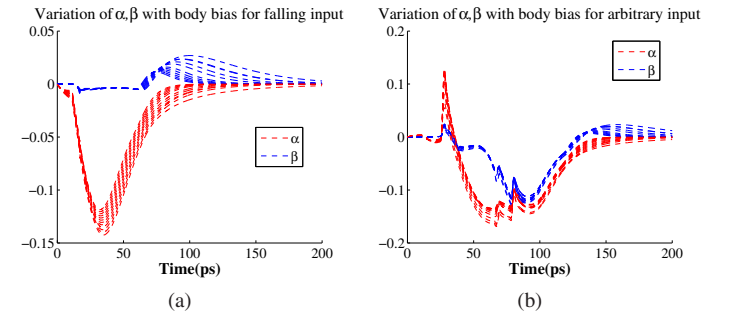 Variation of α,β with body bias for falling input
0.05
0
−0.05
−0.1
−0.15
0
50
100
150
200
Time(ps)
α
β
(a)
Variation of α,β with body bias for arbitrary input
0.2
0.1
0
−0.1
−0.2
0
50
100
150
200
Time(ps)
α
β
(b)